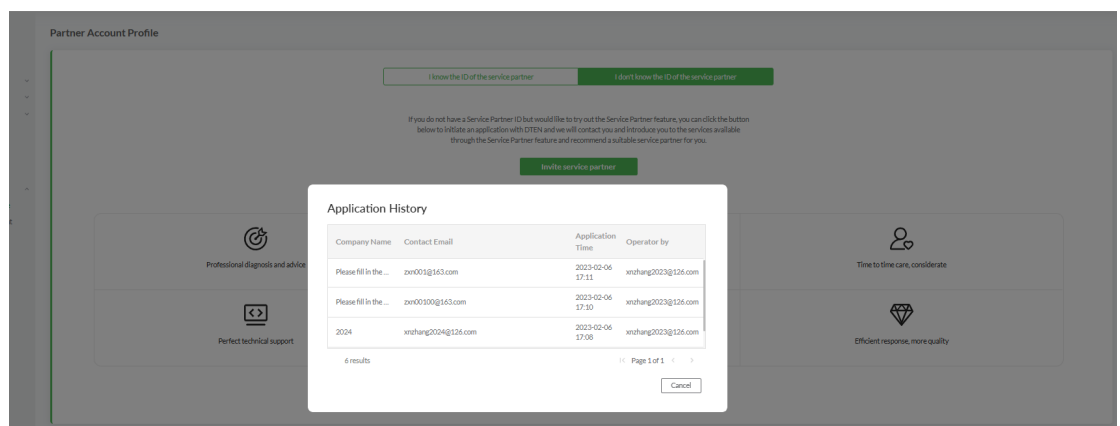 Partner Account Profile
I know the ID of the service partner
I don't know the ID of the service partner
If you do not have a Service Partner ID but would like to try out the Service Partner feature, you can click the button
below to initiate an application with DTEN and we will contact you and introduce you to the services available
through the Service Partner feature and recommend a suitable service partner for you.
Invite service partner
Application History
Company Name Contact Email Application Time Operator by
Please fill in the ... zxn001@163.com 2023-02-06 17:11 xnzhang2023@126.com
Please fill in the ... zxn00100@163.com 2023-02-06 17:10 xnzhang2023@126.com
2024 xnzhang2024@126.com 2023-02-06 17:08 xnzhang2023@126.com
6 results
Page 1 of 1
Cancel
Professional diagnosis and advice
Time to time care, considerate
Perfect technical support
Efficient response, more quality